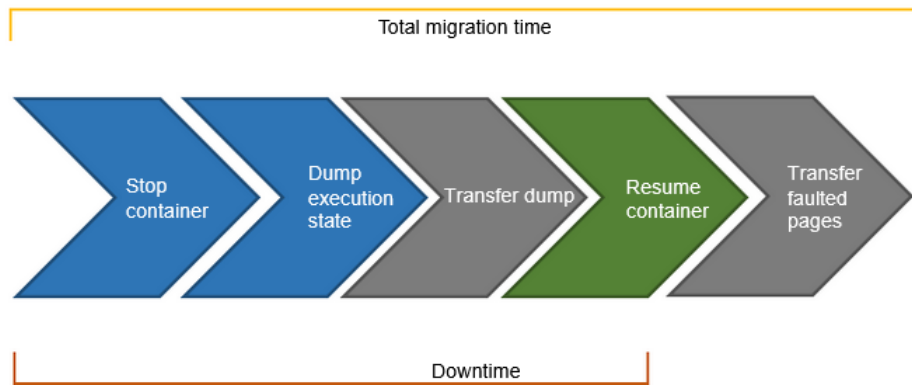 Total migration time
Stop
container
Dump
execution
state
Transfer dump
Resume
container
Transfer
faulted
pages
Downtime